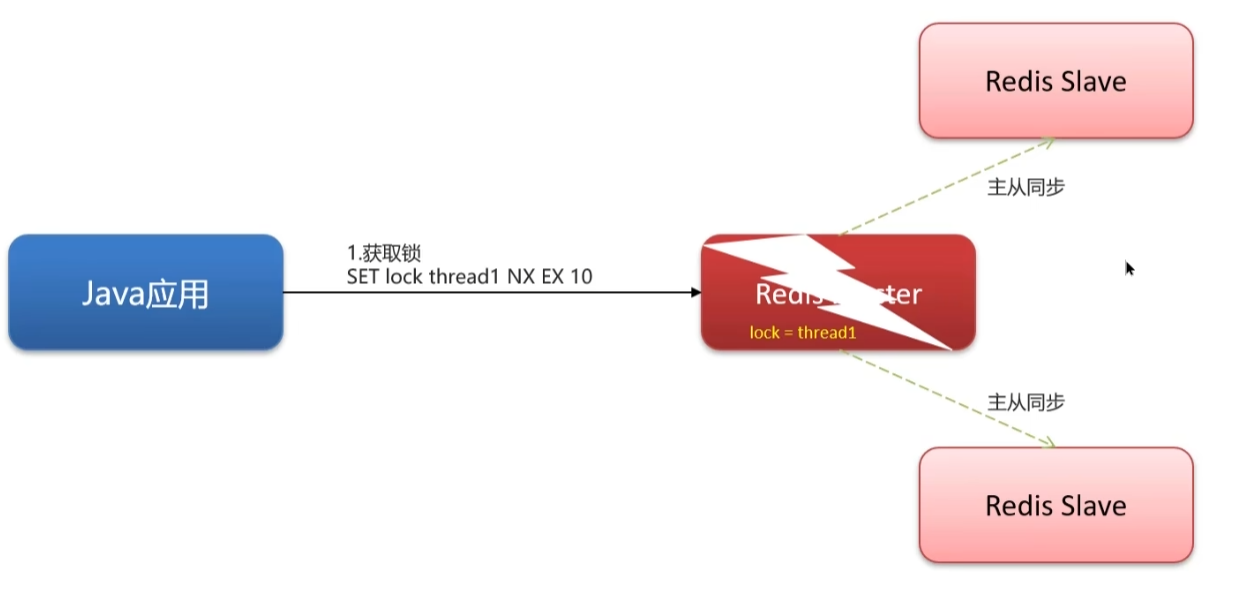 Redis Slave
主从同步
1.获取锁
SET lock thread1 NX EX 10
Java应用
Redis ster
lock = thread1
主从同步
Redis Slave